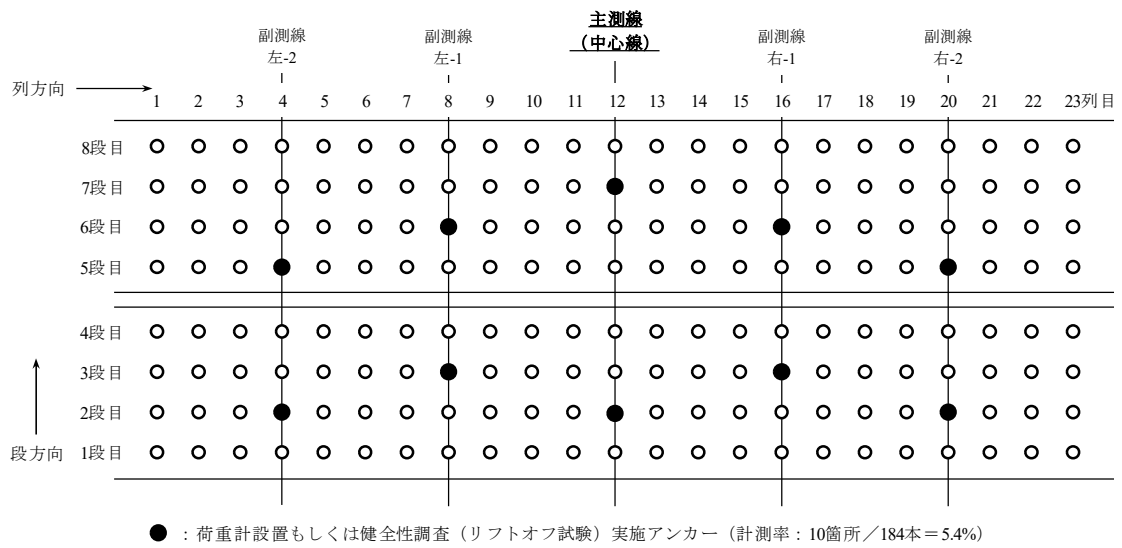 主測線
（中心線）
副測線
左-2
副測線
左-1
副測線
右-1
副測線
右-2
列方向
1 2 3 4 5 6 7 8 9 10 11 12 13 14 15 16 17 18 19 20 21 22 23列目
8段目
7段目
6段目
5段目
4段目
3段目
2段目
1段目
段方向
●：荷重計設置もしくは健全性調査（リフトオフ試験）実施アンカー（計測率：10箇所／184本＝5.4%）